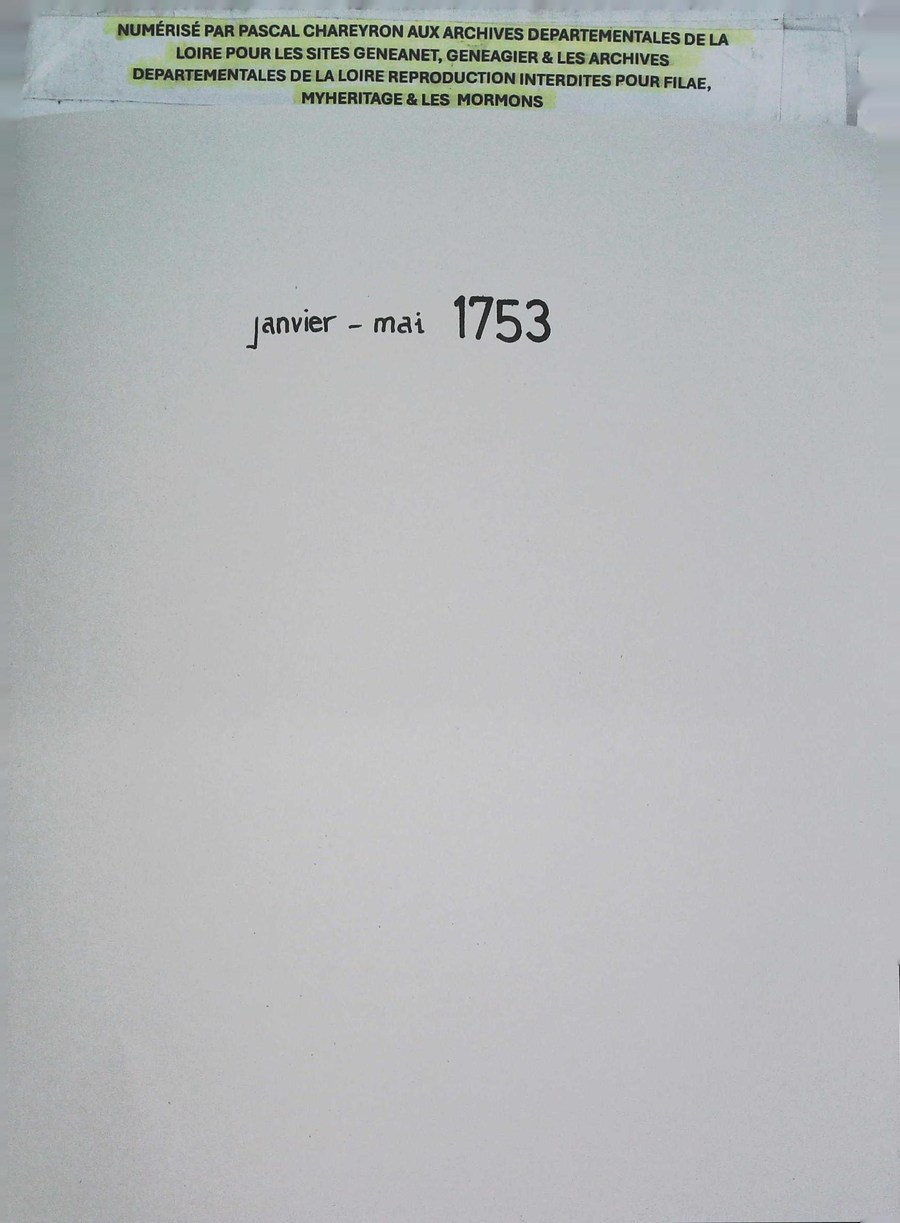 NUMÉRISÉ PAR PASCAL CHAREYRON AUX ARCHIVES DEPARTEMENTALES DE LA
LOIRE POUR LES SITES GENEANET, GENEAGIER & LES ARCHIVES
DEPARTEMENTALES DE LA LOIRE REPRODUCTION INTERDITES POUR FILAE,
MYHERITAGE & LES MORMONS
janvier - mai 1753